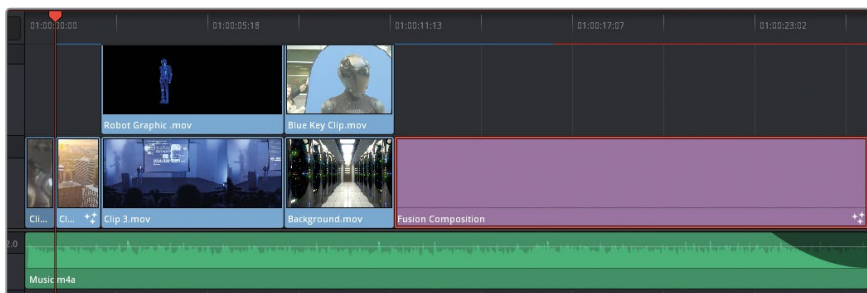 01:00:00:00 01:00:05:18 01:00:11:13 01:00:17:07 01:00:23:02
Robot Graphic .mov Blue Key Clip.mov
Cli... Cl... Clip 3.mov Background.mov Fusion Composition
2.0
Music.m4a